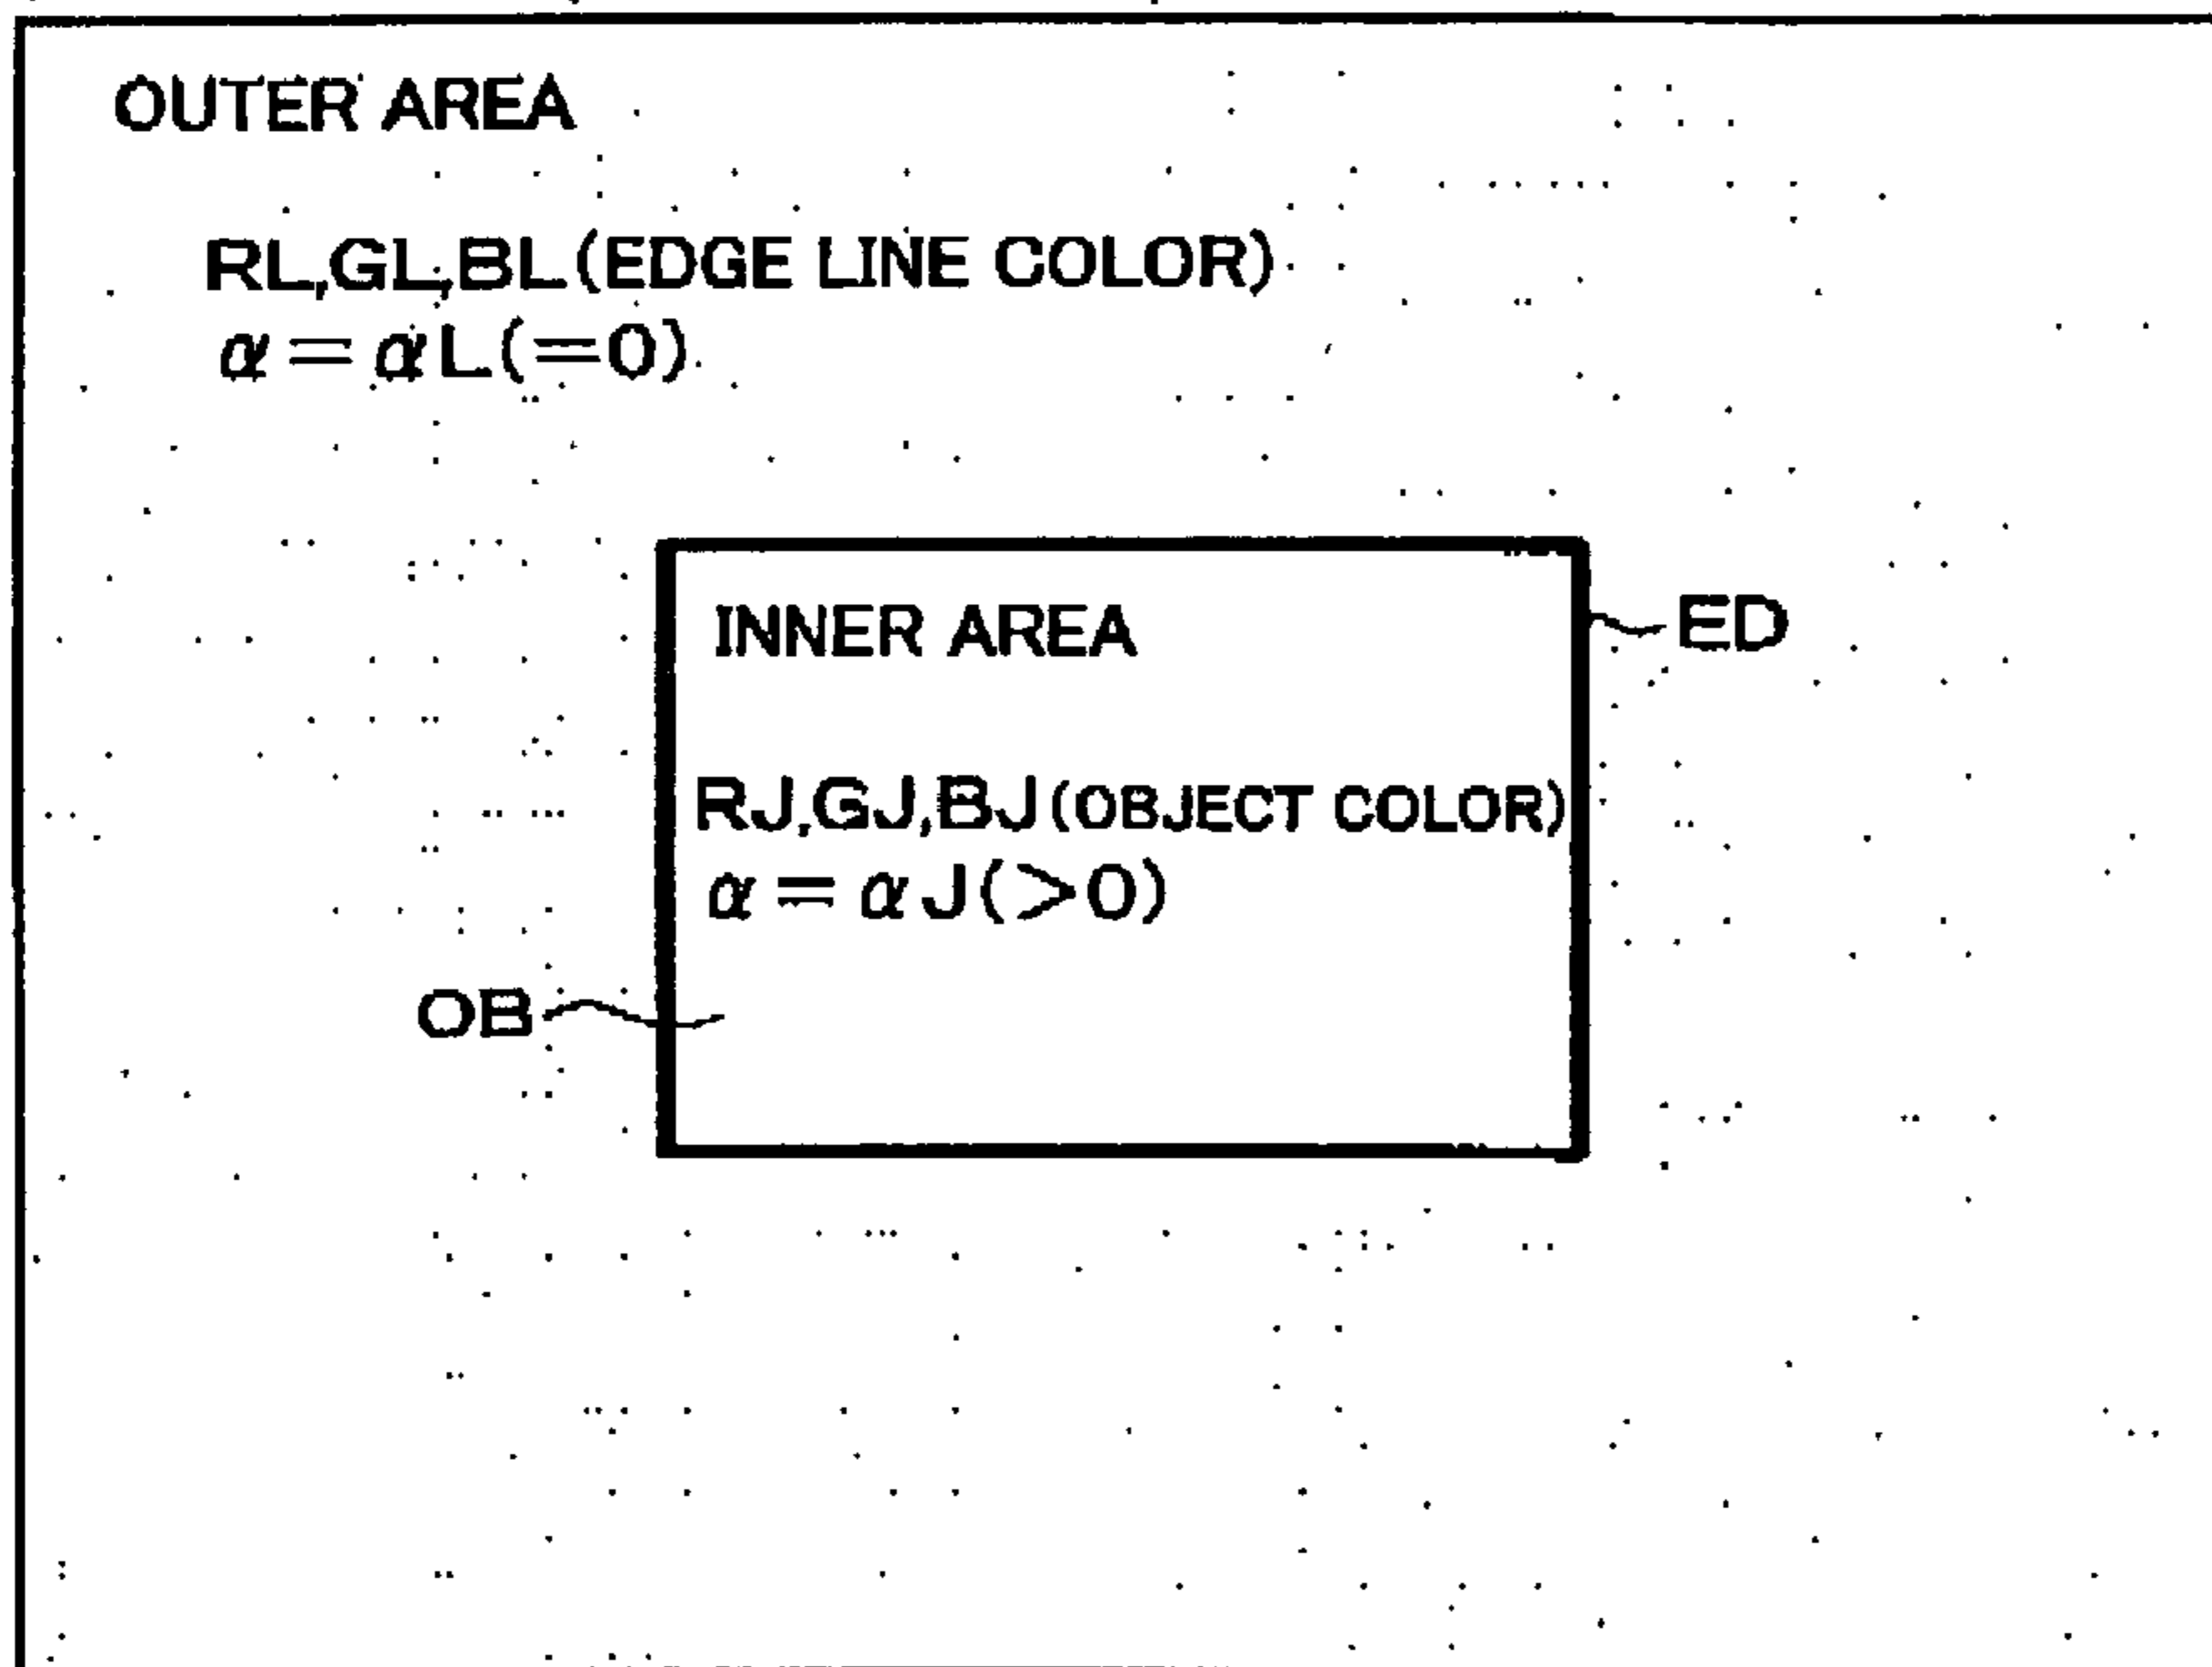 OUTER AREA
RL,GL,BL(EDGE LINE COLOR)
α=αL(=0)
INNER AREA
ED
RJ,GJ,BJ(OBJECT COLOR)
α=αJ(>0)
OB